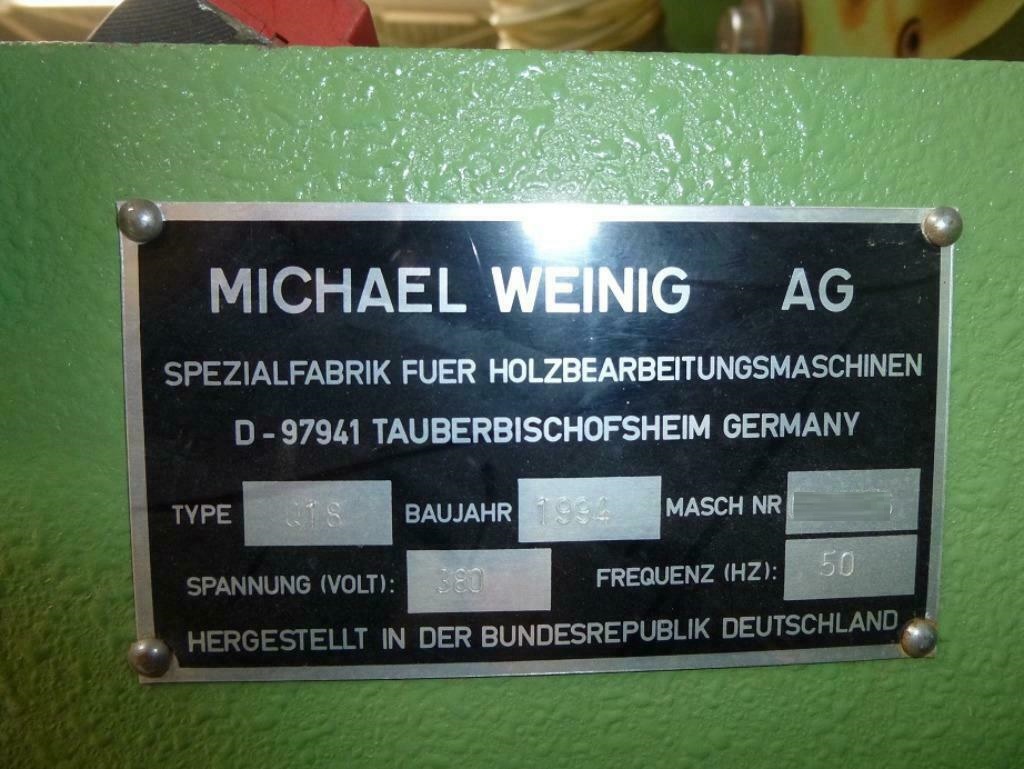 MICHAEL WEINIG AG
SPEZIALFABRIK FUER HOLZBEARBEITUNGSMASCHINEN
D-97941 TAUBERBISCHOFSHEIM GERMANY
TYPE Q18 BAUJAHR 1994 MASCH NR
SPANNUNG (VOLT): 380 FREQUENZ (HZ): 50
HERGESTELLT IN DER BUNDESREPUBLIK DEUTSCHLAND